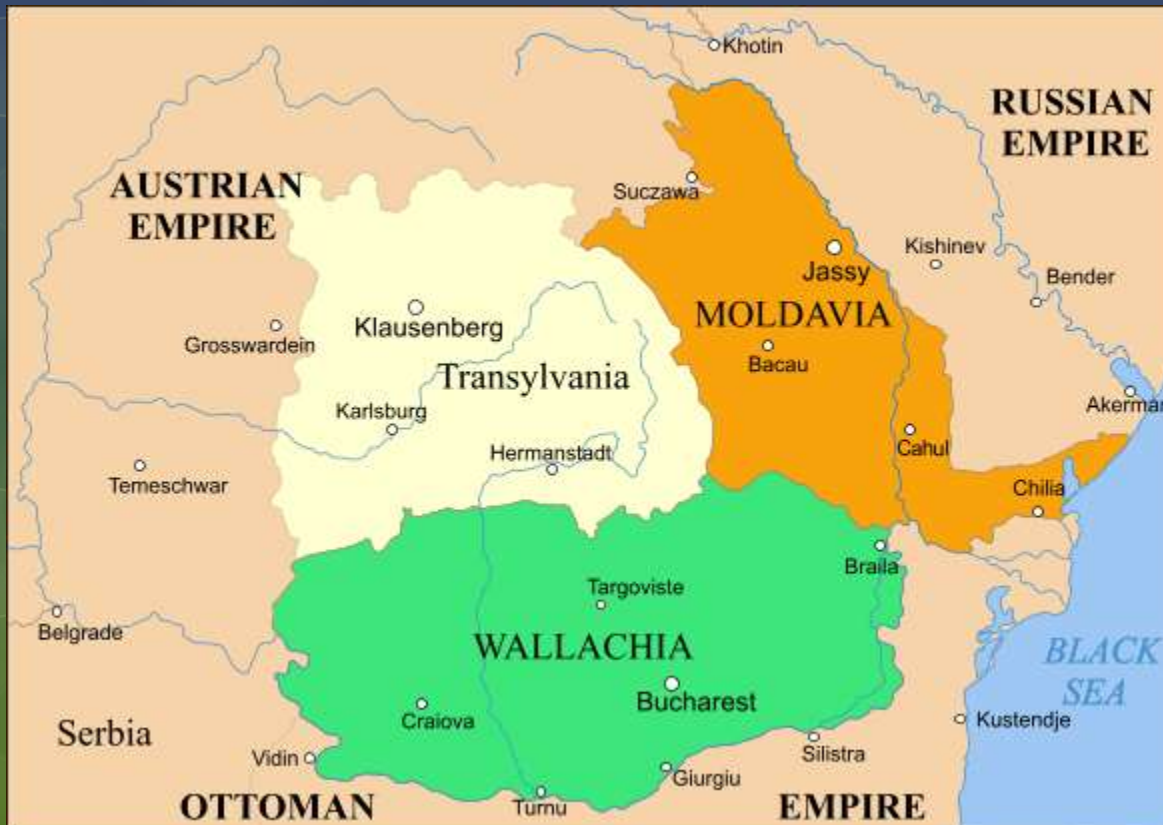 Khotin
RUSSIAN
EMPIRE
AUSTRIAN
EMPIRE
Suczawa
Jassy
Kishinev
Bender
Klausenberg
MOLDAVIA
Grosswardein
Bacau
Transylvania
Akerman
Karlsburg
Cahul
Hermanstadt
Temeschwar
Chilia
Braila
Targoviste
Belgrade
WALLACHIA
BLACK
SEA
Bucharest
Craiova
Kustendje
Serbia
Vidin
Silistra
Giurgiu
OTTOMAN
Turnu
EMPIRE